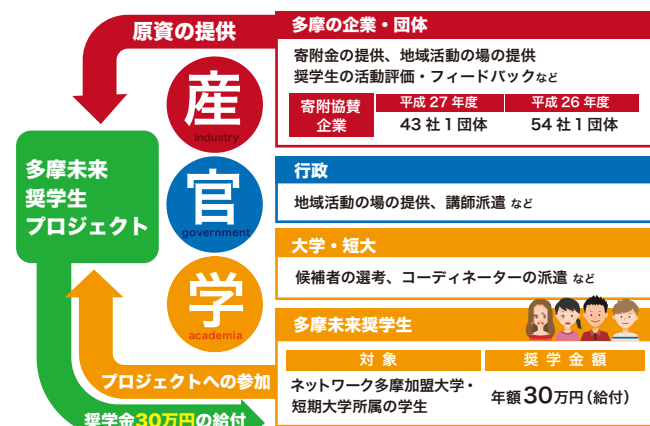 原資の提供
産
industry
多摩の企業・団体
寄附金の提供、地域活動の場の提供
奨学生の活動評価・フィードバックなど
寄附協賛
企業
平成27年度
平成26年度
43社1団体
54社1団体
多摩未来
奨学生
プロジェクト
官
government
行政
地域活動の場の提供、講師派遣 など
学
academia
大学・短大
候補者の選考、コーディネーターの派遣 など
多摩未来奨学生
対象
奨学金額
ネットワーク多摩加盟大学・
短期大学所属の学生
年額30万円（給付）
プロジェクトへの参加
奨学金30万円の給付